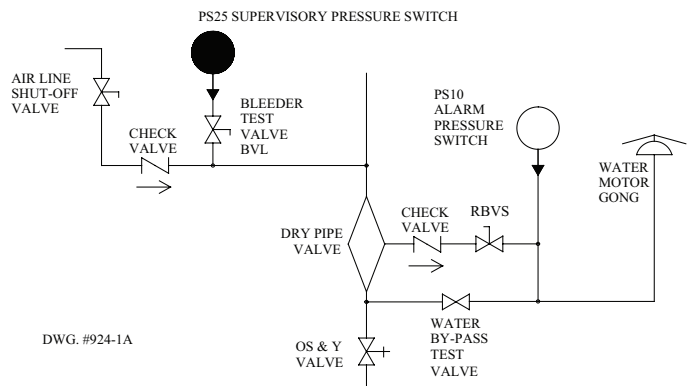 PS25 SUPERVISORY PRESSURE SWITCH
AIR LINE
SHUT-OFF
VALVE
BLEEDER
TEST
VALVE
BVL
CHECK
VALVE
PS10
ALARM
PRESSURE
SWITCH
WATER
MOTOR
GONG
DRY PIPE
VALVE
CHECK
VALVE
RBVS
WATER
BY-PASS
TEST
VALVE
OS & Y
VALVE
DWG. #924-1A